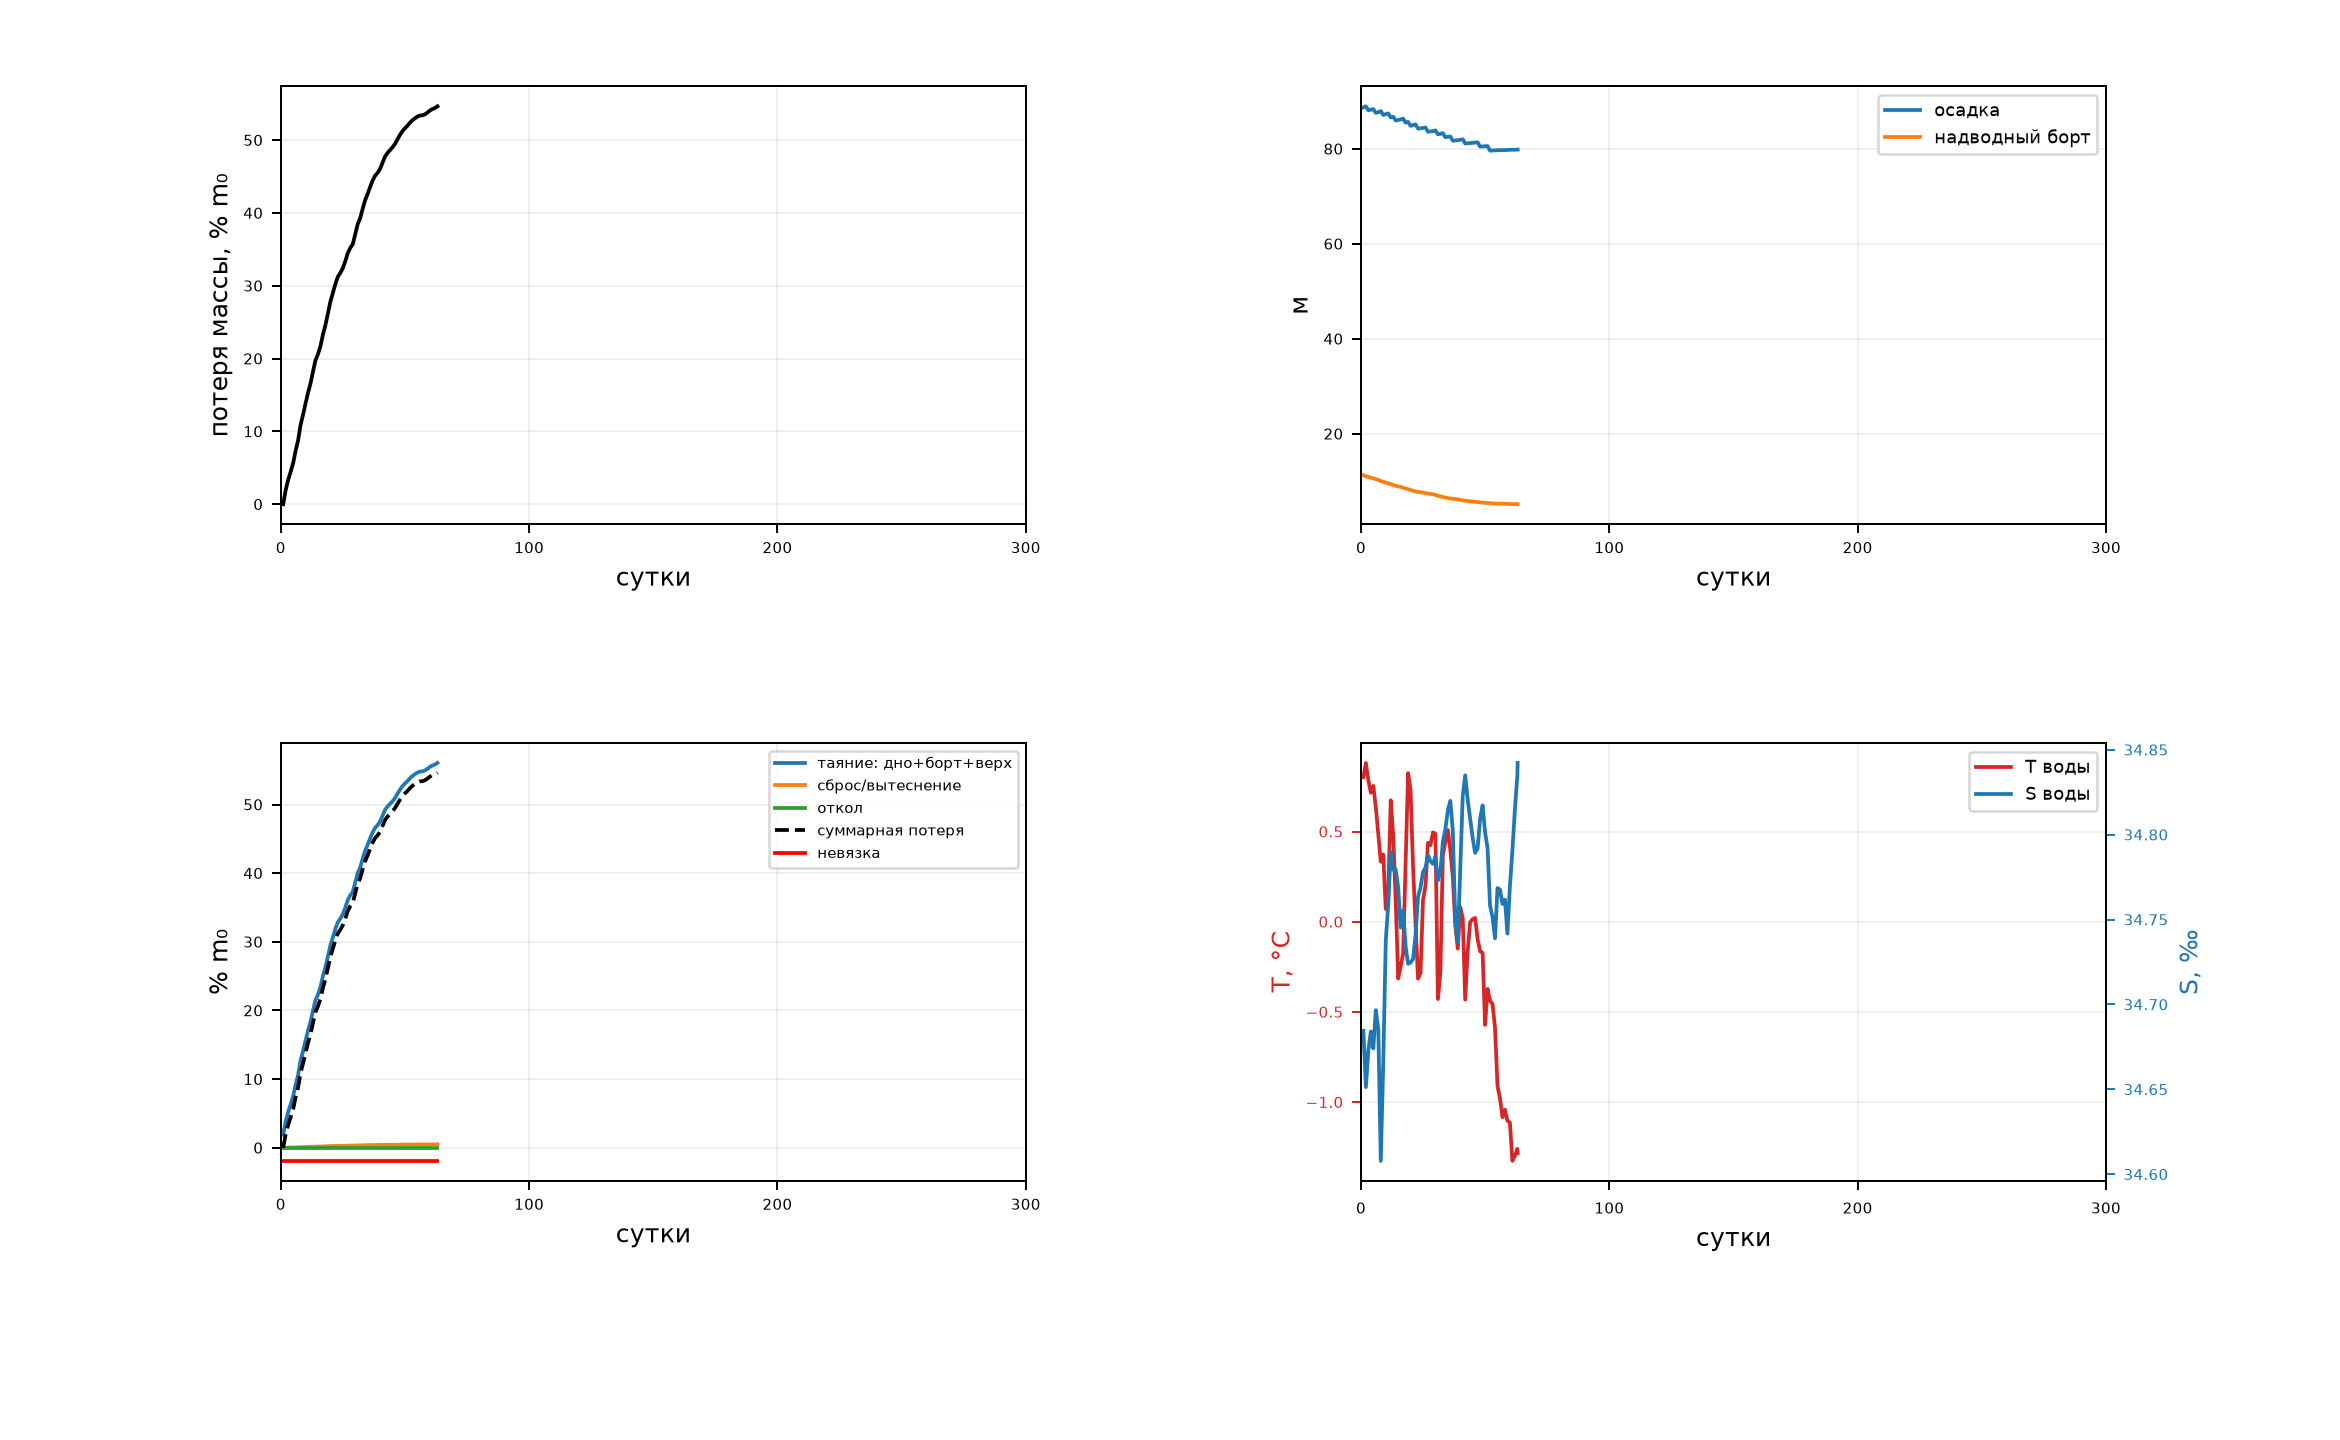 потеря массы, % m₀
50
40
30
20
10
0
0 100 200 300
сутки
м
80
60
40
20
осадка
надводный борт
0 100 200 300
сутки
% m₀
50
40
30
20
10
0
таяние: дно+борт+верх
сброс/вытеснение
откол
суммарная потеря
невязка
0 100 200 300
сутки
T, °C
0.5
0.0
−0.5
−1.0
T воды
S воды
34.85
34.80
34.75
34.70
34.65
34.60
S, ‰
0 100 200 300
сутки